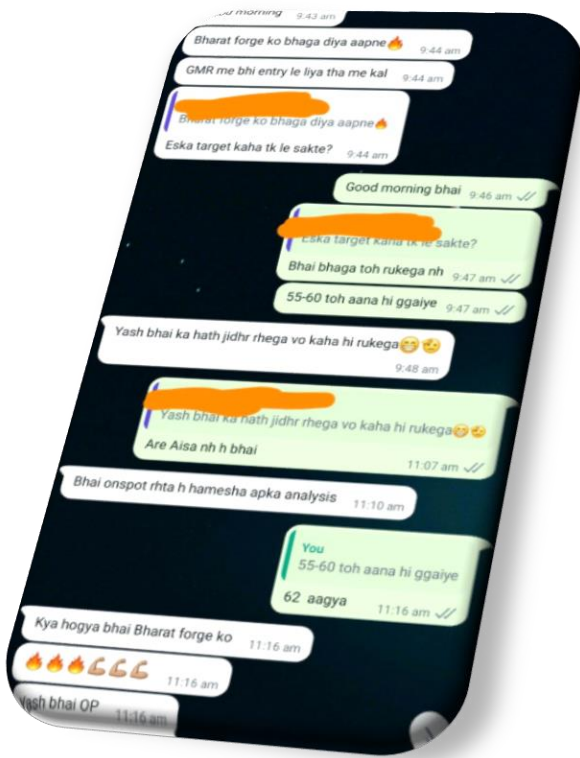 morning 9:43 am
Bharat forge ko bhaga diya aapne🔥 9:44 am
GMR me bhi entry le liya tha me kal 9:44 am
Bharat forge ko bhaga diya aapne🔥
Eska target kaha tk le sakte? 9:44 am
Good morning bhai 9:46 am
Eska target kaha tk le sakte?
Bhai bhaga toh rukega nh 9:47 am
55-60 toh aana hi ggaiye 9:47 am
Yash bhai ka hath jidhr rhega vo kaha hi rukega😁🫡
9:48 am
Yash bhai ka hath jidhr rhega vo kaha hi rukega😁🫡
Are Aisa nh h bhai
11:07 am
Bhai onspot rhta h hamesha apka analysis 11:10 am
You
55-60 toh aana hi ggaiye
62 aagya 11:16 am
Kya hogya bhai Bharat forge ko 11:16 am
🔥🔥🔥💪🏼💪🏼💪🏼 11:16 am
Yash bhai OP 11:16 am